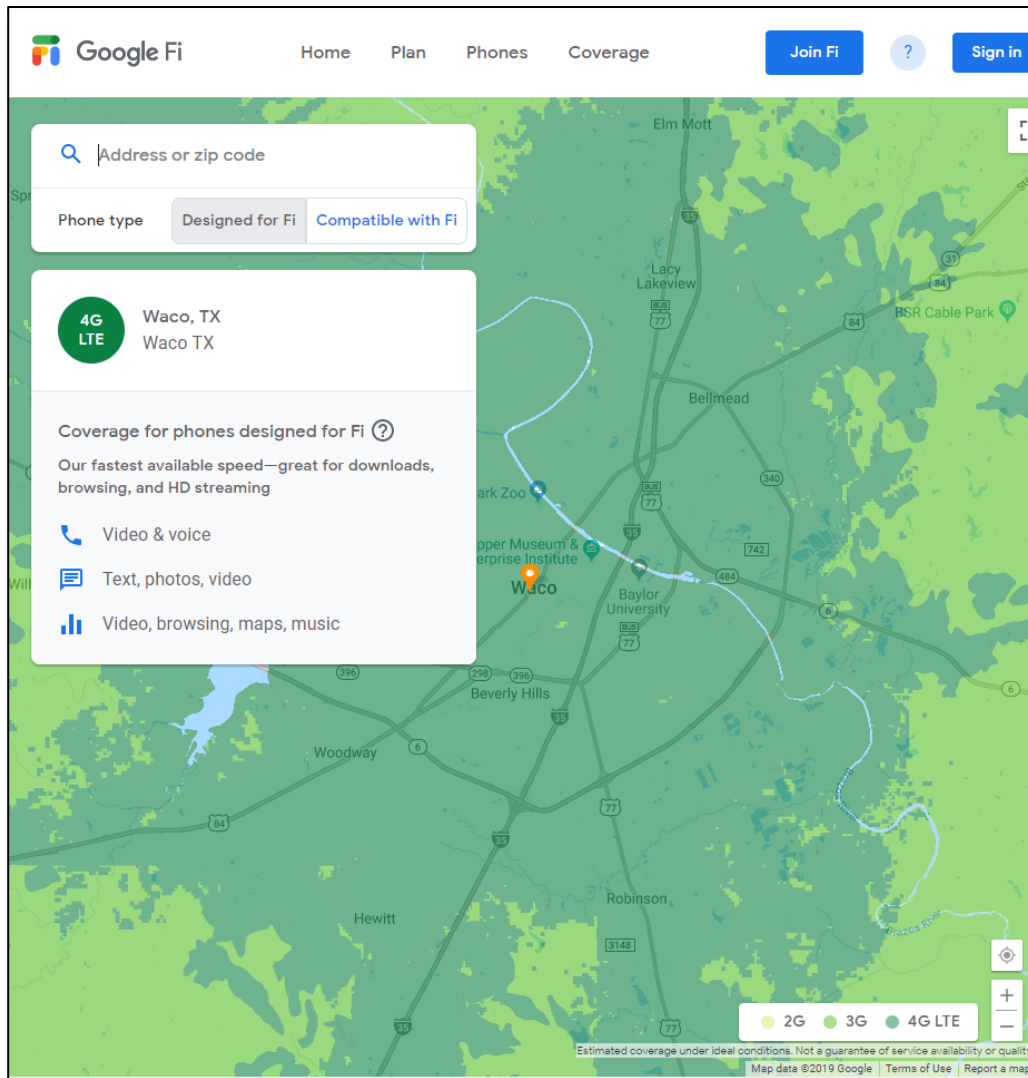 Google Fi
Home Plan Phones Coverage
Join Fi ? Sign in
Address or zip code
Phone type Designed for Fi Compatible with Fi
4G
LTE
Waco, TX
Waco TX
Coverage for phones designed for Fi ?
Our fastest available speed—great for downloads,
browsing, and HD streaming
Video & voice
Text, photos, video
Video, browsing, maps, music
Elm Mott
35
31
84
Lacy
Lakeview
BUS
77
84
BSR Cable Park
Bellmead
ark Zoo
BUS
77
340
35
pper Museum &
erprise Institute
742
Waco
484
Baylor
University
6
BUS
77
396
298
396
6
Beverly Hills
35
Woodway
6
77
84
35
Robinson
Hewitt
3148
35
77
2G 3G 4G LTE
Estimated coverage under ideal conditions. Not a guarantee of service availability or quality
Map data ©2019 Google Terms of Use Report a map